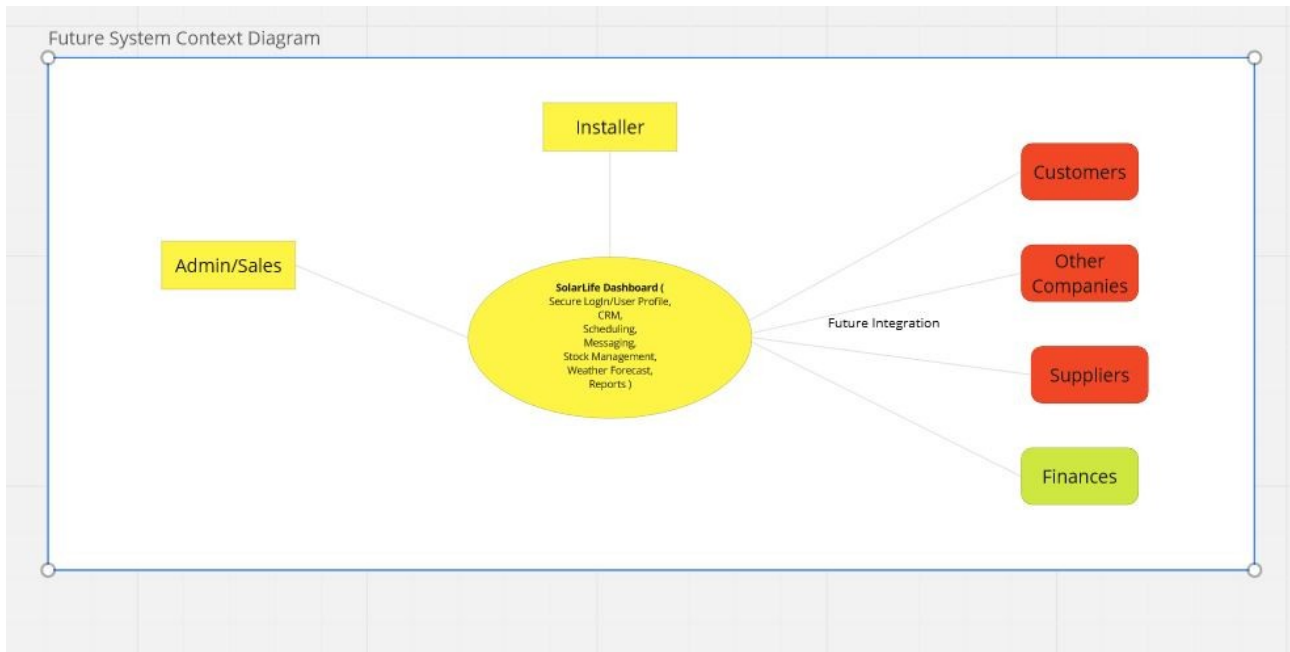 Future System Context Diagram
Installer
Customers
Admin/Sales
Other
Companies
SolarLife Dashboard (
Secure LogIn/User Profile,
CRM,
Scheduling,
Messaging,
Stock Management,
Weather Forecast,
Reports )
Future Integration
Suppliers
Finances